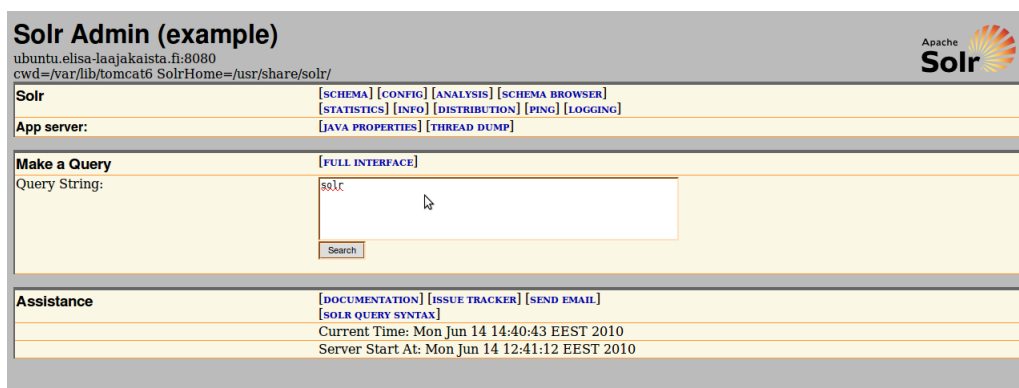 Solr Admin (example)
ubuntu.elisa-laajakaista.fi:8080
cwd=/var/lib/tomcat6 SolrHome=/usr/share/solr/
Apache
Solr
Solr [SCHEMA] [CONFIG] [ANALYSIS] [SCHEMA BROWSER]
[STATISTICS] [INFO] [DISTRIBUTION] [PING] [LOGGING]
App server: [JAVA PROPERTIES] [THREAD DUMP]
Make a Query [FULL INTERFACE]
Query String: solr
Search
Assistance [DOCUMENTATION] [ISSUE TRACKER] [SEND EMAIL]
[SOLR QUERY SYNTAX]
Current Time: Mon Jun 14 14:40:43 EEST 2010
Server Start At: Mon Jun 14 12:41:12 EEST 2010